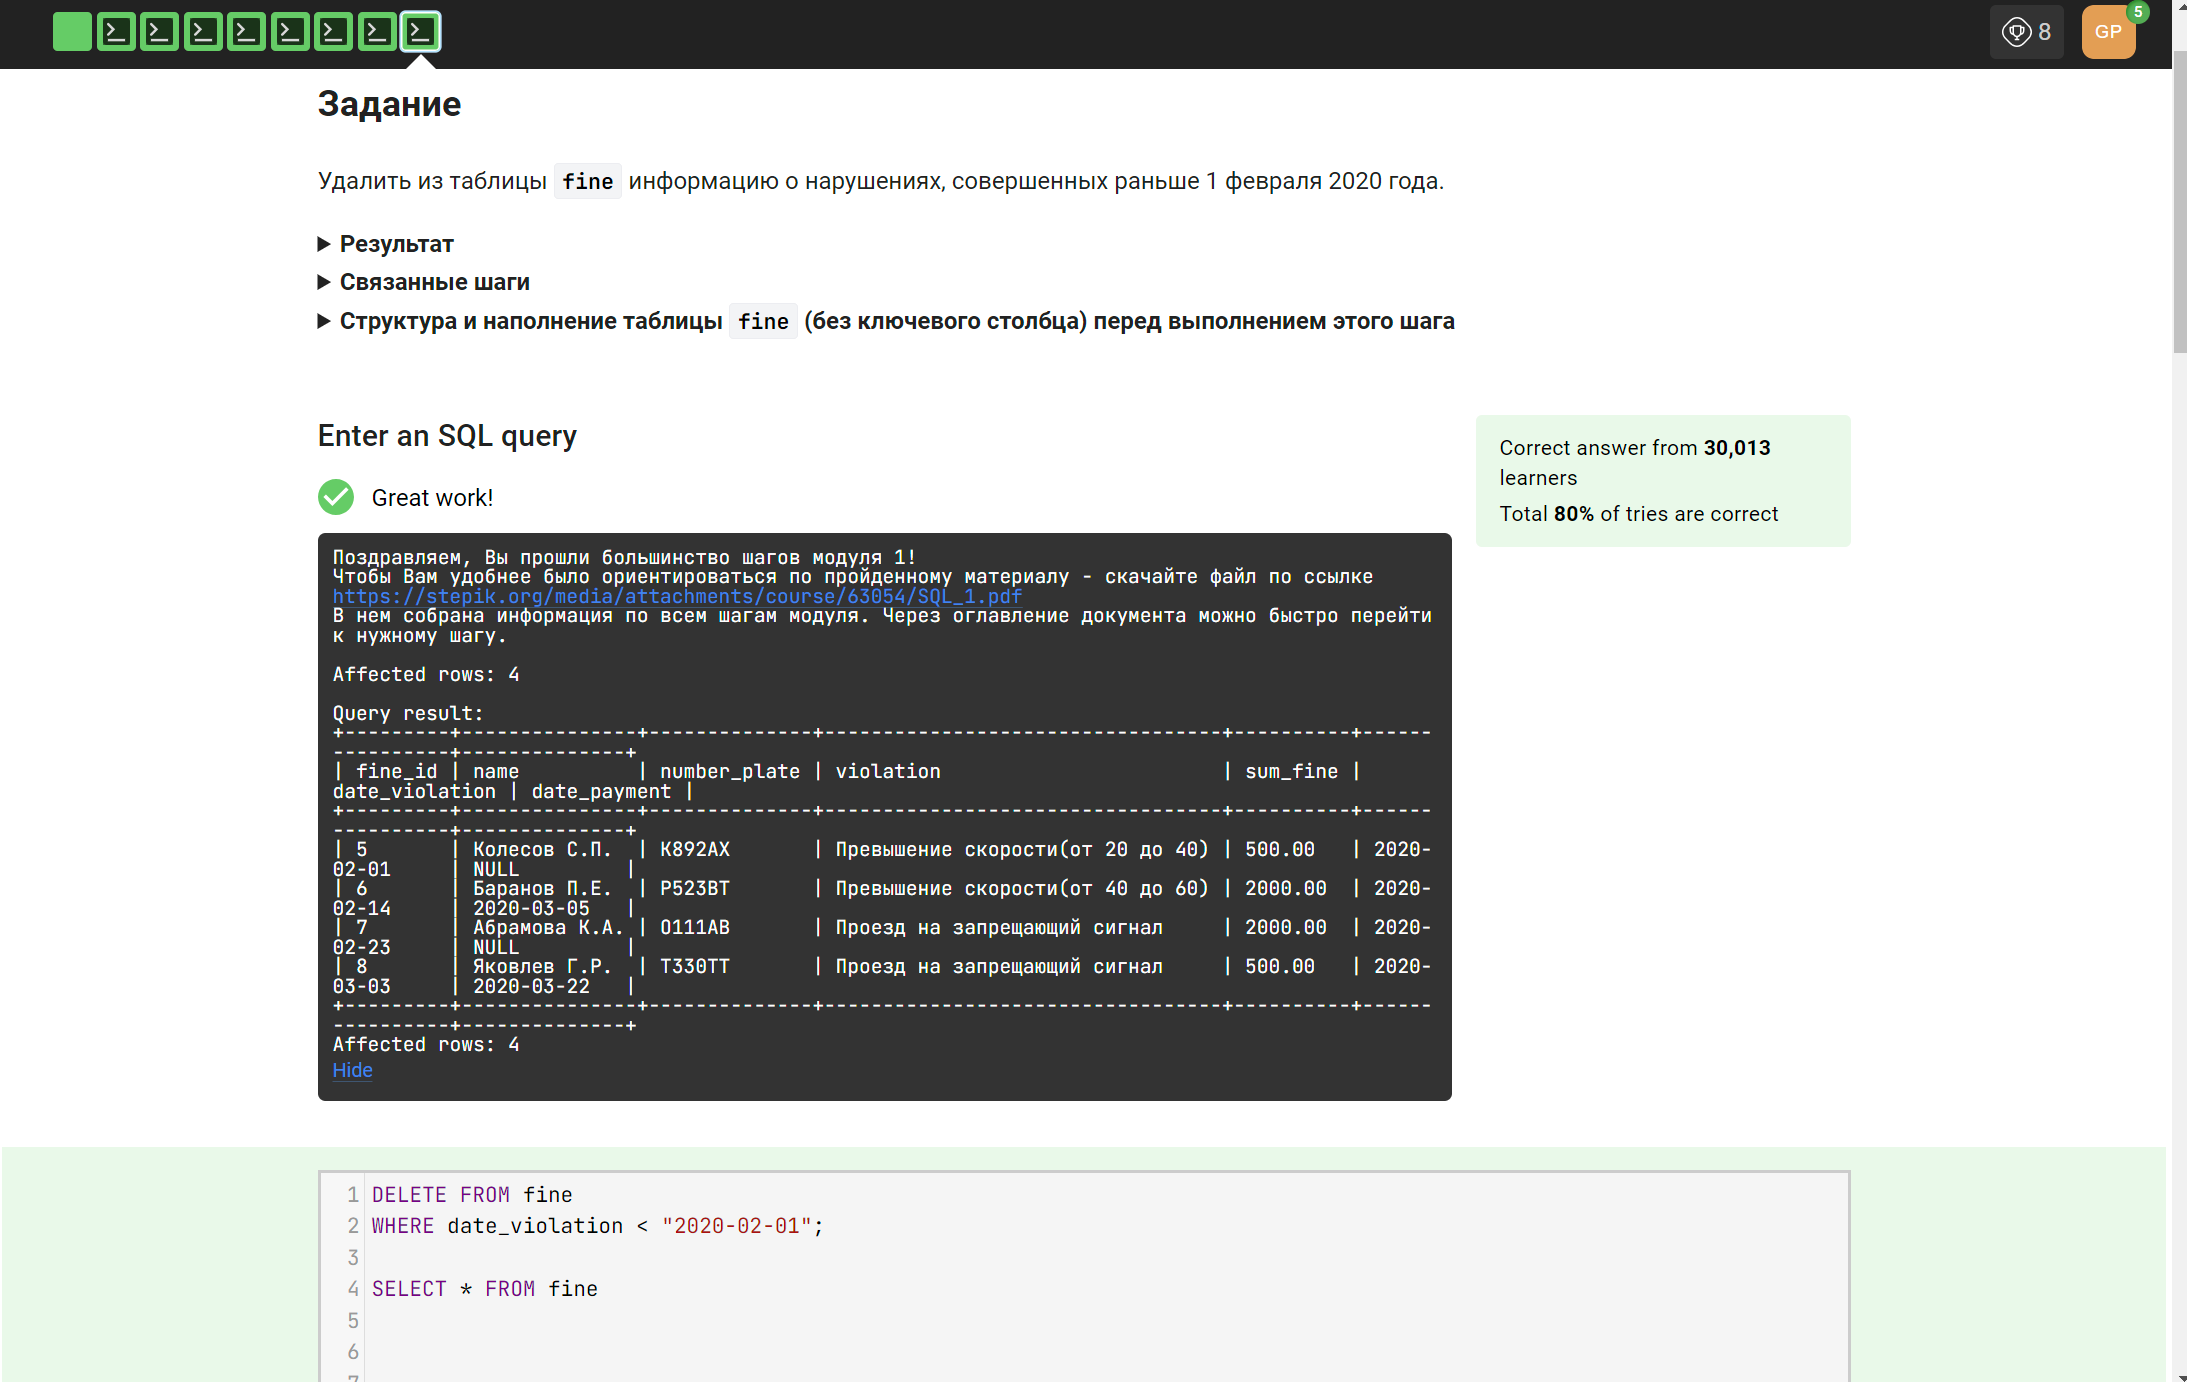 8
GP
5
Задание
Удалить из таблицы fine информацию о нарушениях, совершенных раньше 1 февраля 2020 года.
Результат
Связанные шаги
Структура и наполнение таблицы fine (без ключевого столбца) перед выполнением этого шага
Enter an SQL query
Great work!
Correct answer from 30,013
learners
Total 80% of tries are correct
Поздравляем, Вы прошли большинство шагов модуля 1!
Чтобы Вам удобнее было ориентироваться по пройденному материалу - скачайте файл по ссылке
https://stepik.org/media/attachments/course/63054/SQL_1.pdf
В нем собрана информация по всем шагам модуля. Через оглавление документа можно быстро перейти
к нужному шагу.
Affected rows: 4
Query result:
+---------+---------------+--------------+----------------------------------+----------+------
----------+--------------+
| fine_id | name          | number_plate | violation                        | sum_fine |
date_violation | date_payment |
+---------+---------------+--------------+----------------------------------+----------+------
----------+--------------+
| 5       | Колесов С.П.  | К892АХ       | Превышение скорости(от 20 до 40) | 500.00   | 2020-
02-01     | NULL         |
| 6       | Баранов П.Е.  | Р523ВТ       | Превышение скорости(от 40 до 60) | 2000.00  | 2020-
02-14     | 2020-03-05   |
| 7       | Абрамова К.А. | О111АВ       | Проезд на запрещающий сигнал     | 2000.00  | 2020-
02-23     | NULL         |
| 8       | Яковлев Г.Р.  | Т330ТТ       | Проезд на запрещающий сигнал     | 500.00   | 2020-
03-03     | 2020-03-22   |
+---------+---------------+--------------+----------------------------------+----------+------
----------+--------------+
Affected rows: 4
Hide
1 DELETE FROM fine
2 WHERE date_violation < "2020-02-01";
3
4 SELECT * FROM fine
5
6
7